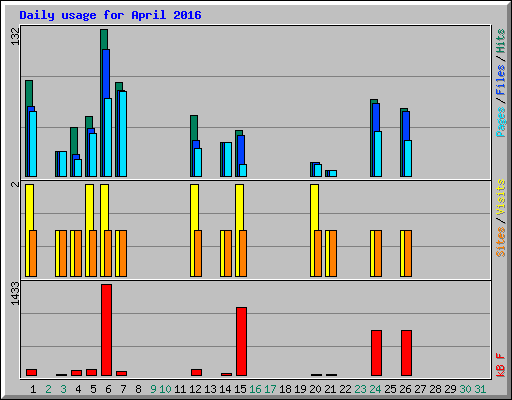 Daily usage for April 2016
132
Pages/Files/Hits
2
Sites/Visits
1433
kB F
1 2 3 4 5 6 7 8 9 10 11 12 13 14 15 16 17 18 19 20 21 22 23 24 25 26 27 28 29 30 31